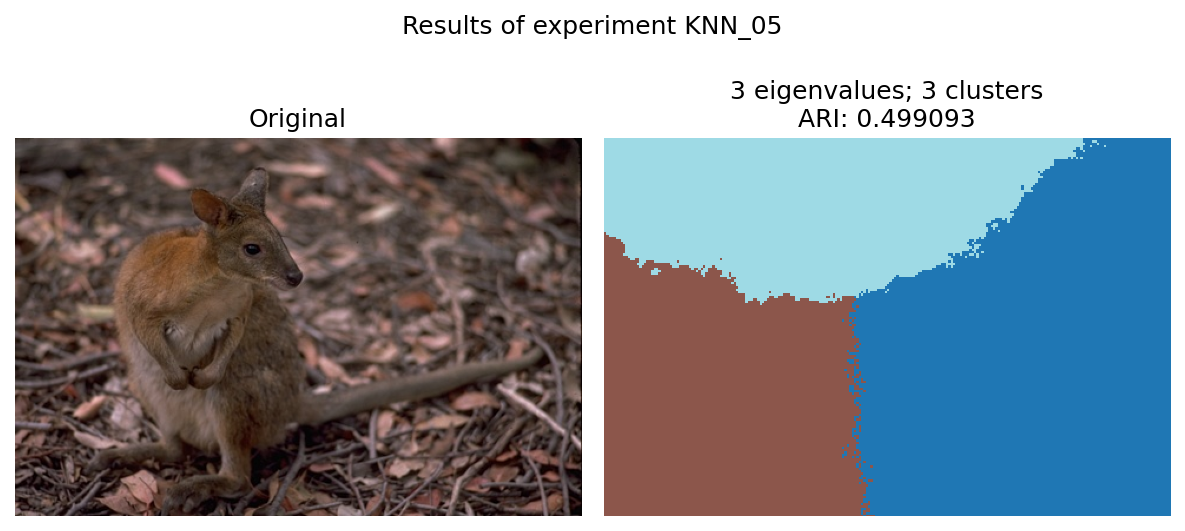 Results of experiment KNN_05
Original
3 eigenvalues; 3 clusters
ARI: 0.499093